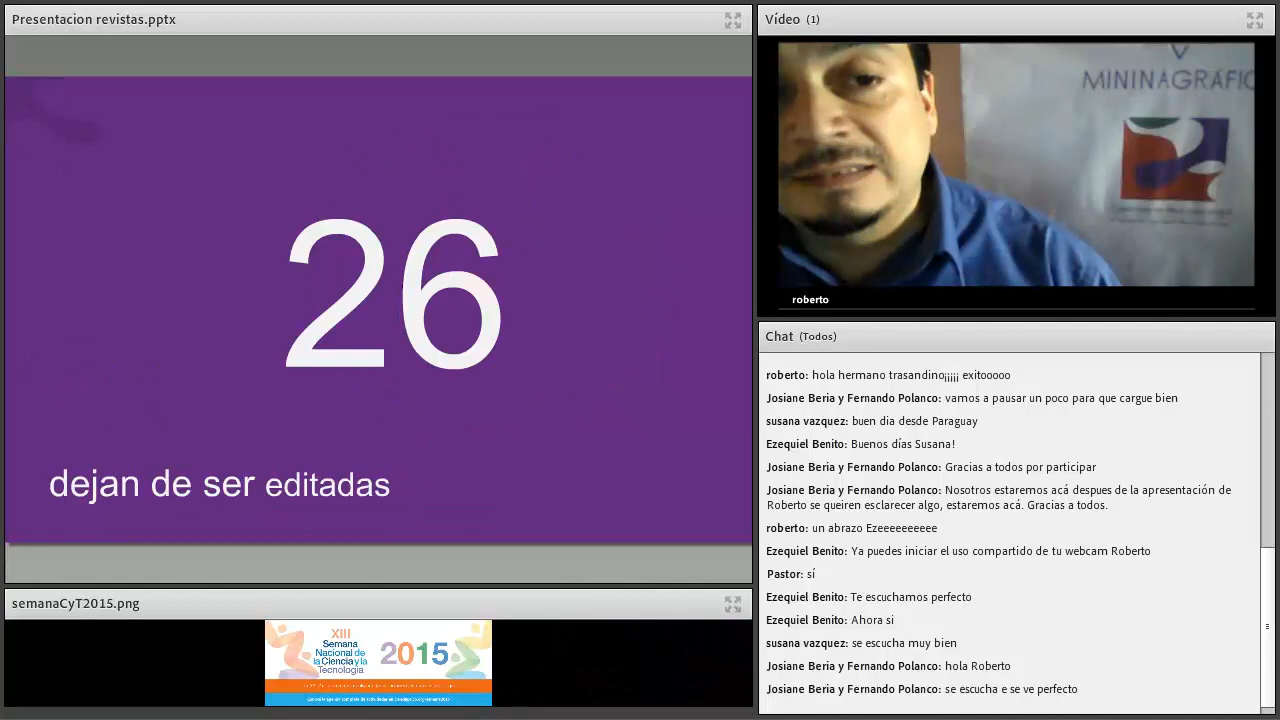 Presentacion revistas.pptx
26
dejan de ser editadas
semanaCyT2015.png
XIII
Semana
Nacional de
la Ciencia y la
Tecnología
2015
Vídeo (1)
MININAGRÁFIC
roberto
Chat (Todos)
roberto: hola hermano trasandino¡¡¡¡¡ exitooooo
Josiane Beria y Fernando Polanco: vamos a pausar un poco para que cargue bien
susana vazquez: buen dia desde Paraguay
Ezequiel Benito: Buenos días Susana!
Josiane Beria y Fernando Polanco: Gracias a todos por participar
Josiane Beria y Fernando Polanco: Nosotros estaremos acá despues de la apresentación de
Roberto se queiren esclarecer algo, estaremos acá. Gracias a todos.
roberto: un abrazo Ezeeeeeeeeee
Ezequiel Benito: Ya puedes iniciar el uso compartido de tu webcam Roberto
Pastor: sí
Ezequiel Benito: Te escuchamos perfecto
Ezequiel Benito: Ahora si
susana vazquez: se escucha muy bien
Josiane Beria y Fernando Polanco: hola Roberto
Josiane Beria y Fernando Polanco: se escucha e se ve perfecto